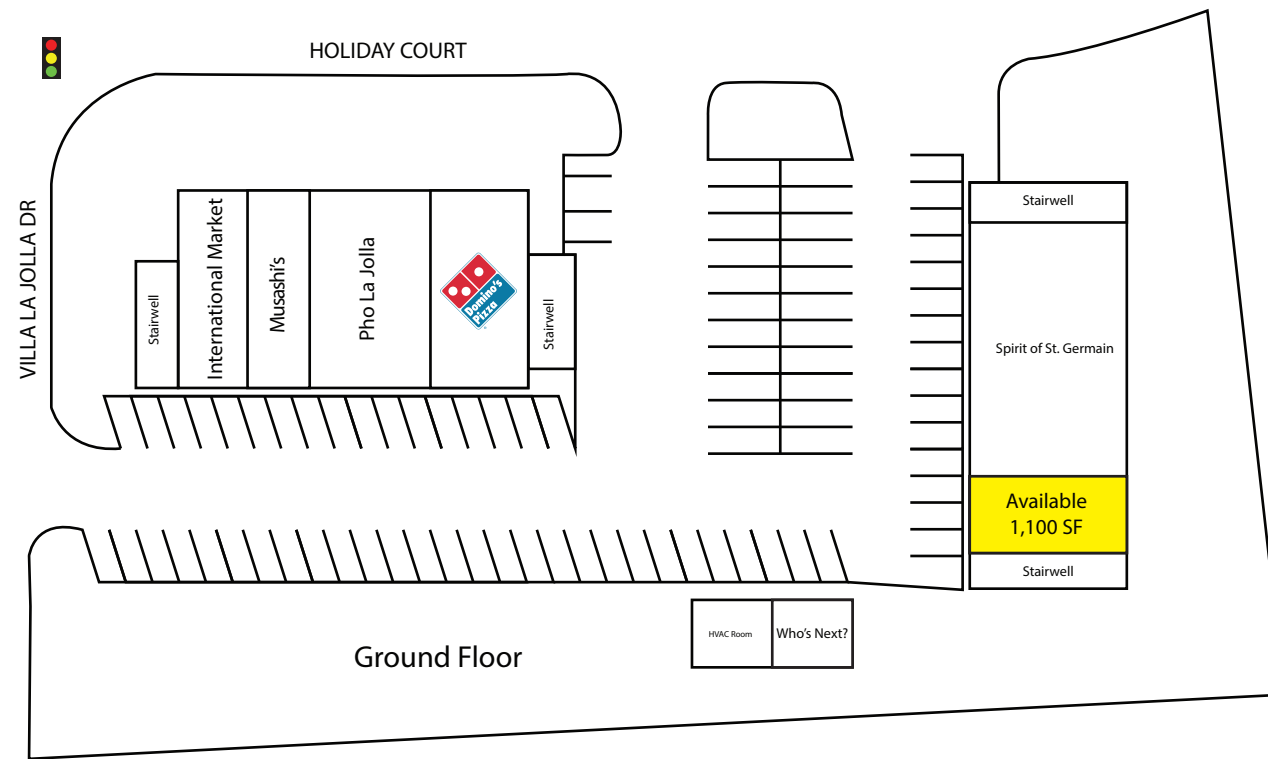 HOLIDAY COURT
VILLA LA JOLLA DR
Stairwell
International Market
Musashi's
Pho La Jolla
Domino's
Pizza
Stairwell
Stairwell
Spirit of St. Germain
Available
1,100 SF
Stairwell
HVAC Room
Who's Next?
Ground Floor